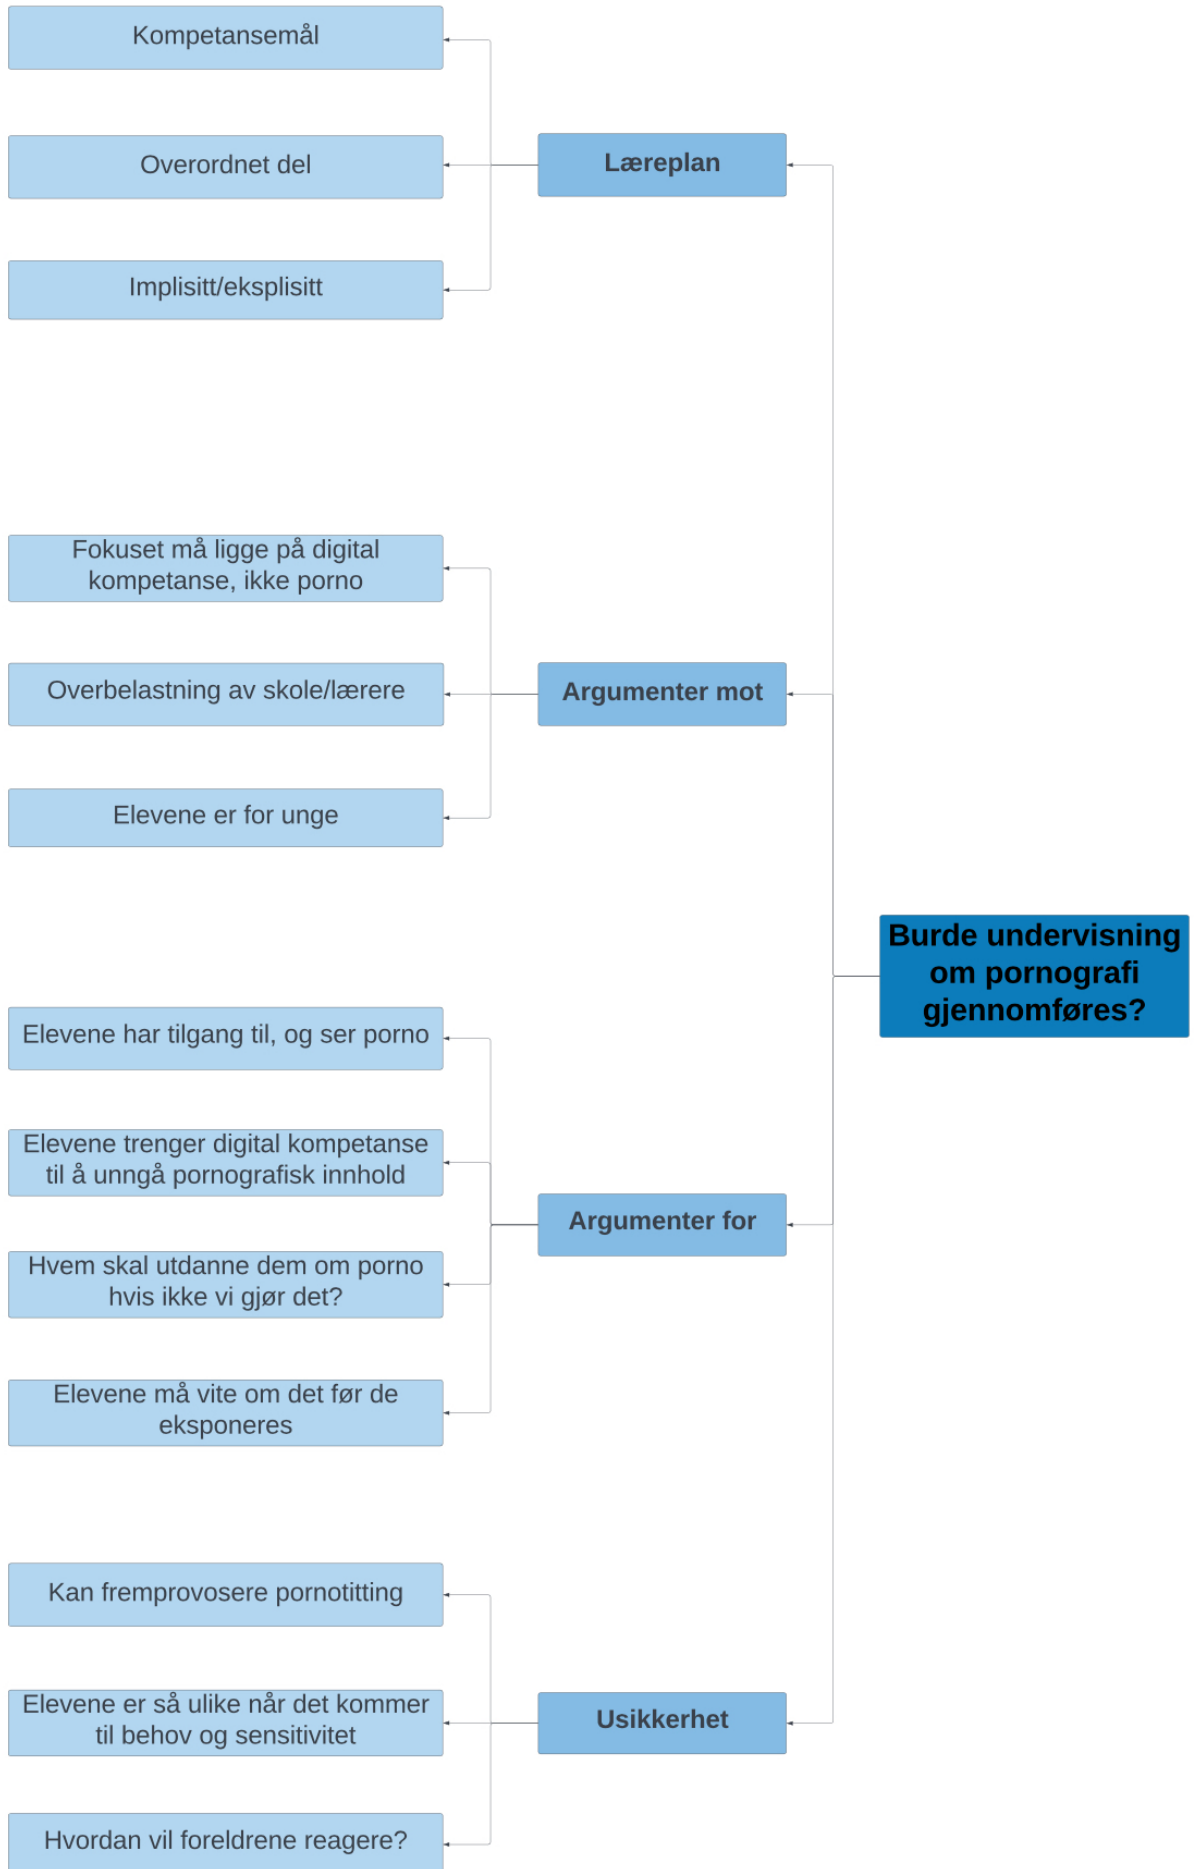 Kompetansemål
Læreplan
Overordnet del
Implisitt/eksplisitt
Fokuset må ligge på digital
kompetanse, ikke porno
Argumenter mot
Overbelastning av skole/lærere
Elevene er for unge
Burde undervisning
om pornografi
gjennomføres?
Elevene har tilgang til, og ser porno
Elevene trenger digital kompetanse
til å unngå pornografisk innhold
Argumenter for
Hvem skal utdanne dem om porno
hvis ikke vi gjør det?
Elevene må vite om det før de
eksponeres
Kan fremprovosere pornotitting
Elevene er så ulike når det kommer
til behov og sensitivitet
Usikkerhet
Hvordan vil foreldrene reagere?